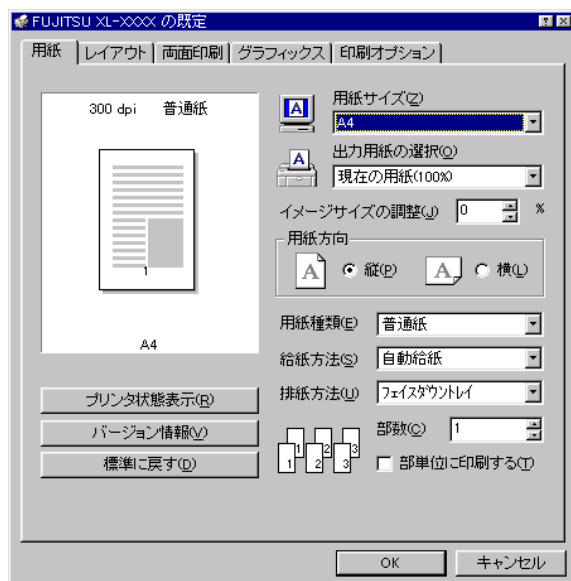 FUJITSU XL-XXXX の既定
用紙 レイアウト 両面印刷 グラフィックス 印刷オプション
300 dpi 普通紙
1
A4
プリンタ状態表示(R)
バージョン情報(V)
標準に戻す(D)
用紙サイズ(Z)
A
A4
出力用紙の選択(O)
A
現在の用紙(100%)
イメージサイズの調整(J) 0 %
用紙方向
A 縦(P) A 横(L)
用紙種類(E) 普通紙
給紙方法(S) 自動給紙
排紙方法(U) フェイスダウントレイ
部数(C) 1
1 1 2 2 3 3
部単位に印刷する(T)
OK キャンセル